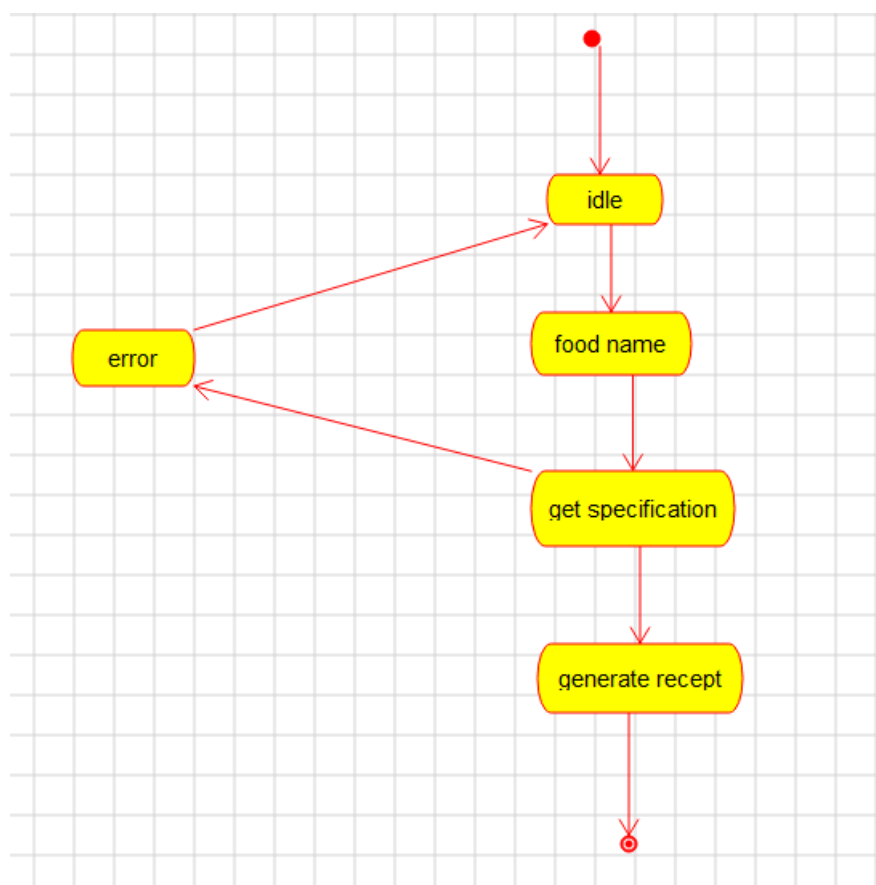 idle
food name
error
get specification
generate recept